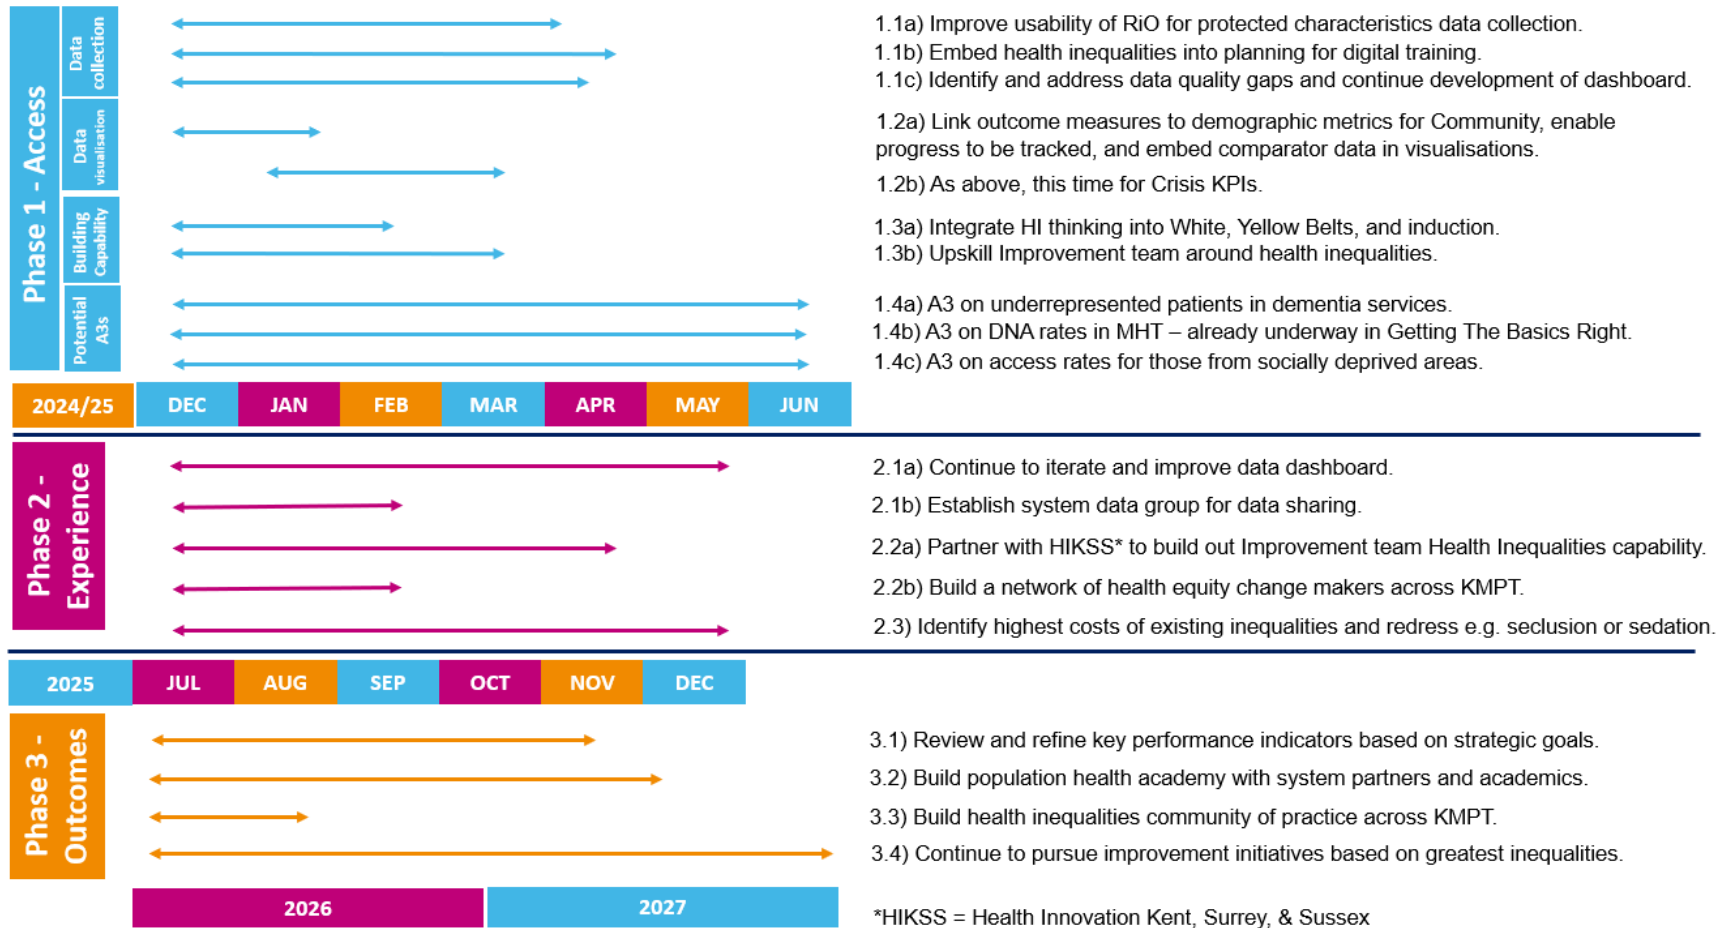 Phase 1 - Access
Data
collection
1.1a) Improve usability of RiO for protected characteristics data collection.
1.1b) Embed health inequalities into planning for digital training.
1.1c) Identify and address data quality gaps and continue development of dashboard.
Data
visualisation
1.2a) Link outcome measures to demographic metrics for Community, enable
progress to be tracked, and embed comparator data in visualisations.
1.2b) As above, this time for Crisis KPIs.
Building
Capability
1.3a) Integrate HI thinking into White, Yellow Belts, and induction.
1.3b) Upskill Improvement team around health inequalities.
Potential
A3s
1.4a) A3 on underrepresented patients in dementia services.
1.4b) A3 on DNA rates in MHT – already underway in Getting The Basics Right.
1.4c) A3 on access rates for those from socially deprived areas.
2024/25 DEC JAN FEB MAR APR MAY JUN
Phase 2 -
Experience
2.1a) Continue to iterate and improve data dashboard.
2.1b) Establish system data group for data sharing.
2.2a) Partner with HIKSS* to build out Improvement team Health Inequalities capability.
2.2b) Build a network of health equity change makers across KMPT.
2.3) Identify highest costs of existing inequalities and redress e.g. seclusion or sedation.
2025 JUL AUG SEP OCT NOV DEC
Phase 3 -
Outcomes
3.1) Review and refine key performance indicators based on strategic goals.
3.2) Build population health academy with system partners and academics.
3.3) Build health inequalities community of practice across KMPT.
3.4) Continue to pursue improvement initiatives based on greatest inequalities.
2026 2027
*HIKSS = Health Innovation Kent, Surrey, & Sussex